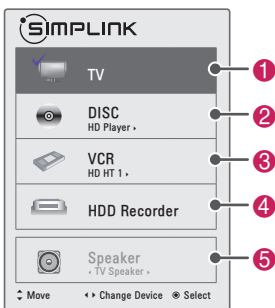 SIMPLINK
TV
1
DISC
HD Player ›
2
VCR
HD HT 1 ›
3
HDD Recorder
4
Speaker
‹ TV Speaker ›
5
Move Change Device Select